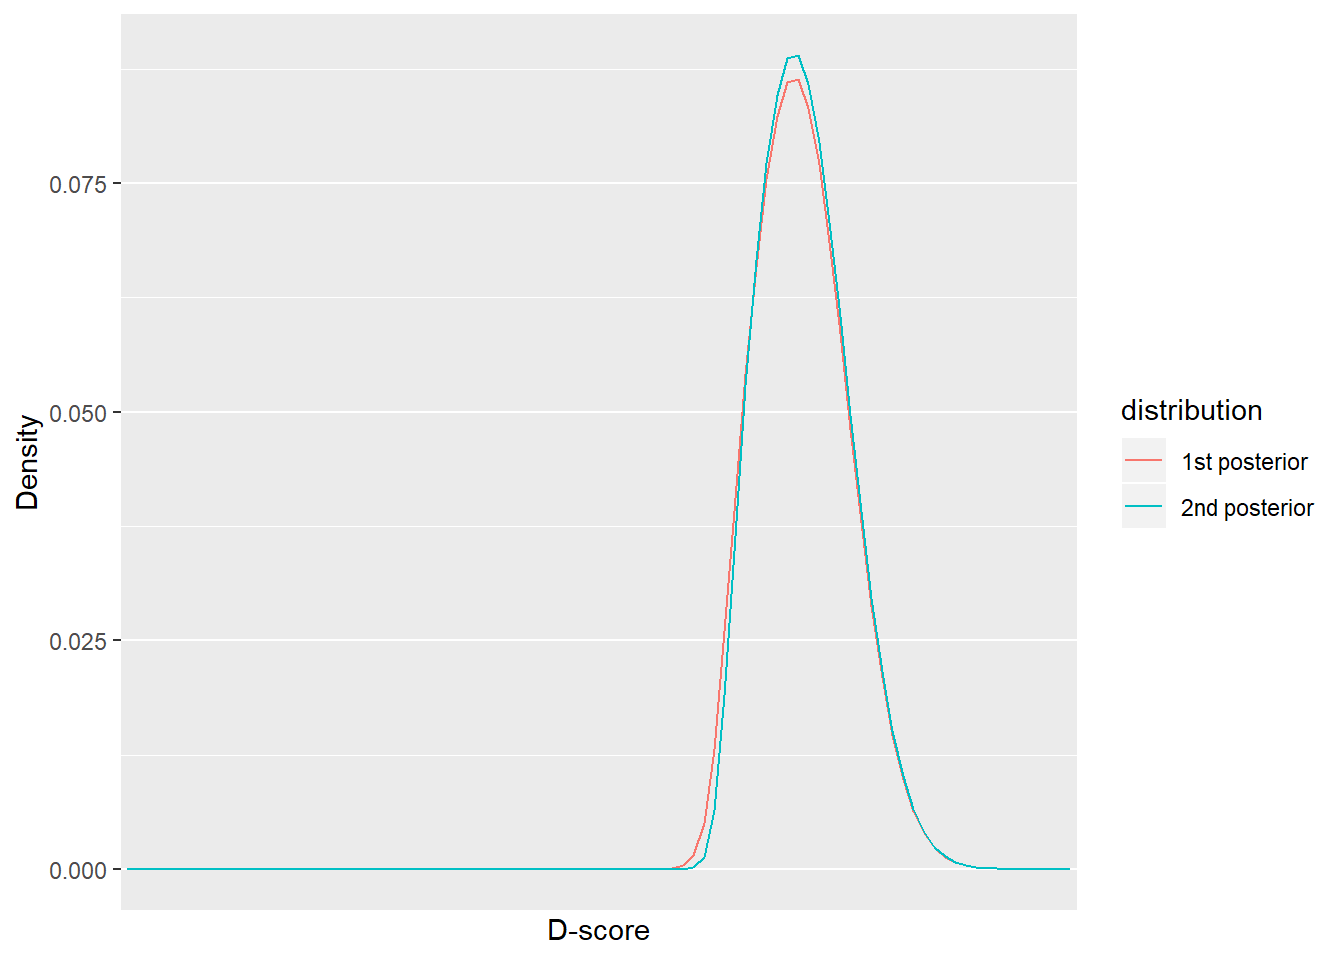 0.075
0.050
0.025
0.000
Density
D-score
distribution
1st posterior
2nd posterior